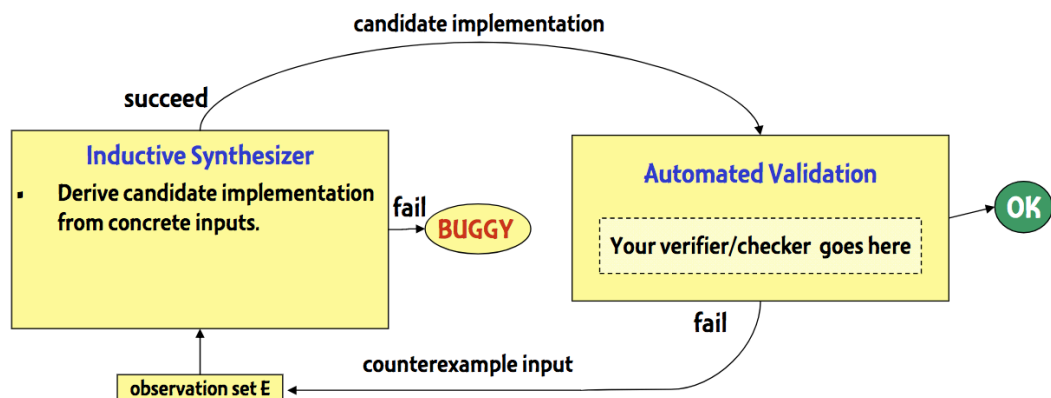 candidate implementation
succeed
Inductive Synthesizer
▪ Derive candidate implementation
from concrete inputs.
fail
BUGGY
Automated Validation
Your verifier/checker goes here
OK
fail
counterexample input
observation set E